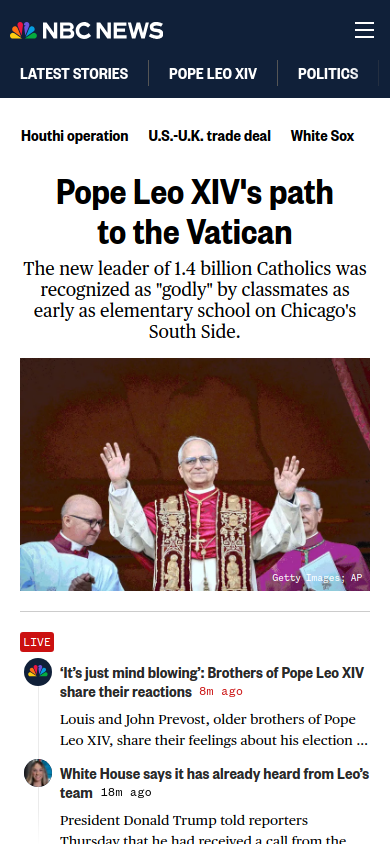 NBC NEWS
LATEST STORIES POPE LEO XIV POLITICS
Houthi operation U.S.-U.K. trade deal White Sox
Pope Leo XIV's path
to the Vatican
The new leader of 1.4 billion Catholics was
recognized as "godly" by classmates as
early as elementary school on Chicago's
South Side.
Getty Images; AP
LIVE
‘It’s just mind blowing’: Brothers of Pope Leo XIV
share their reactions 8m ago
Louis and John Prevost, older brothers of Pope
Leo XIV, share their feelings about his election ...
White House says it has already heard from Leo’s
team 18m ago
President Donald Trump told reporters
Thursday that he had received a call from the